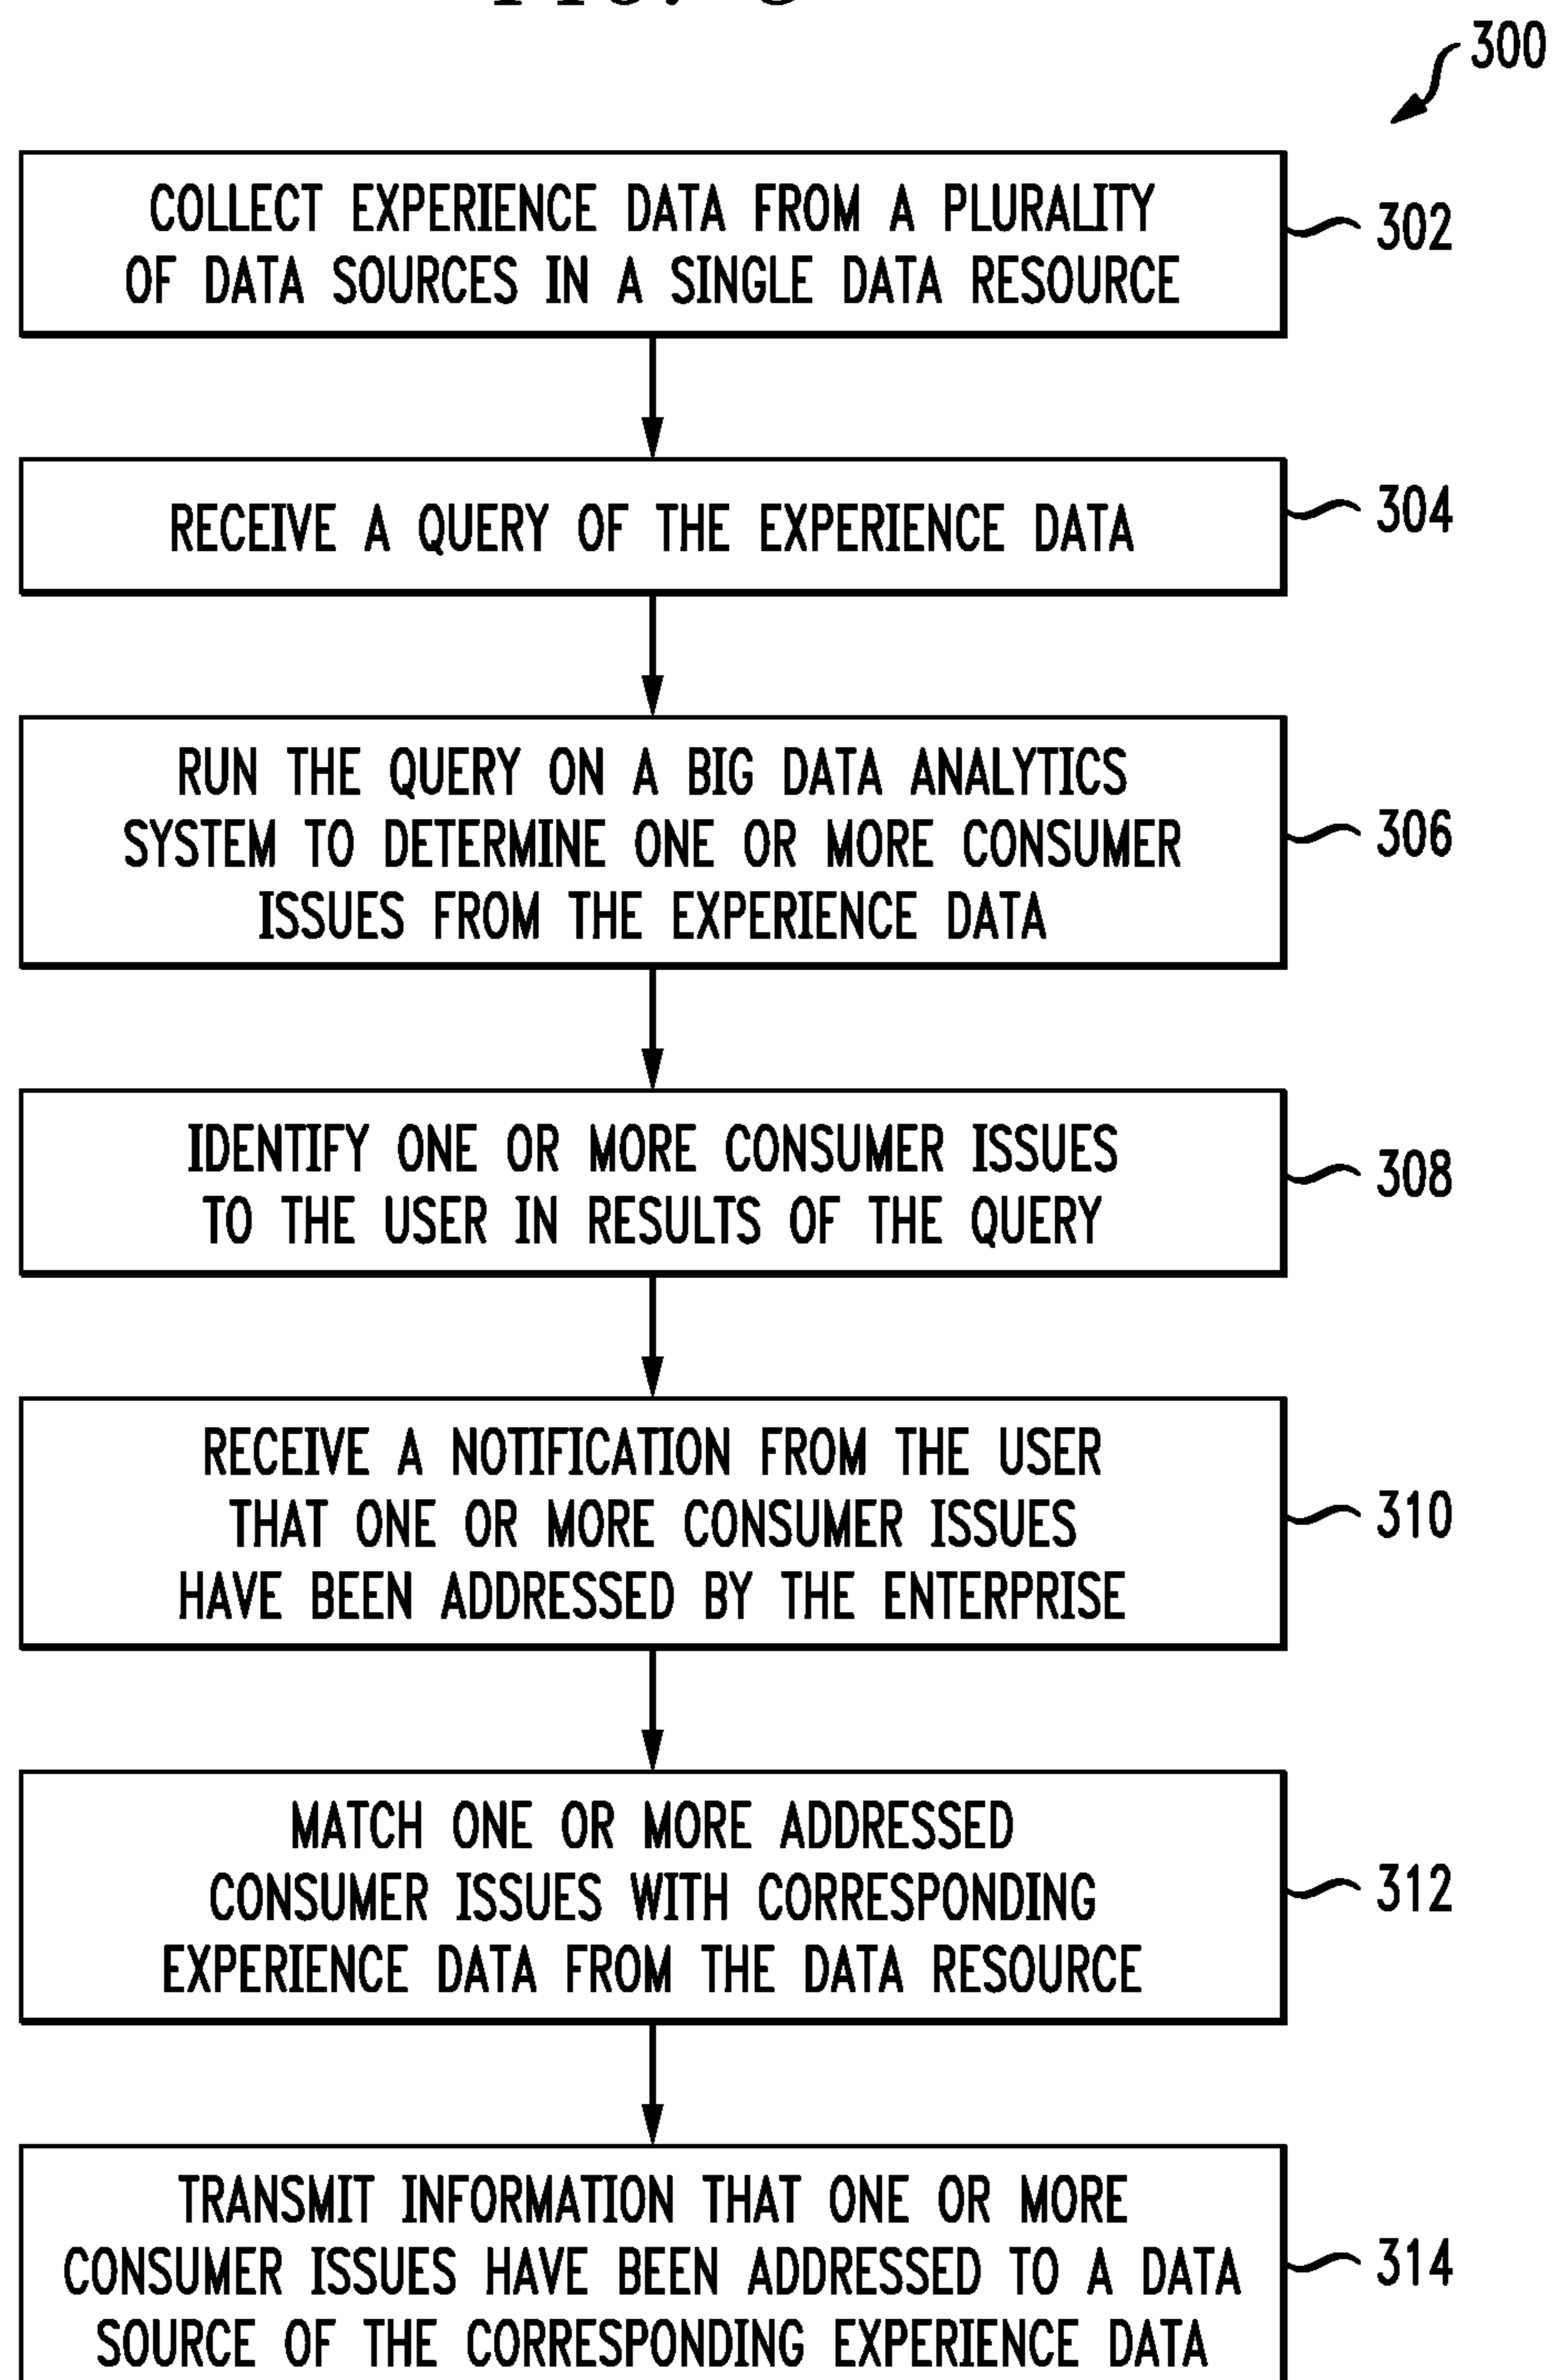 300
COLLECT EXPERIENCE DATA FROM A PLURALITY
OF DATA SOURCES IN A SINGLE DATA RESOURCE
302
RECEIVE A QUERY OF THE EXPERIENCE DATA
304
RUN THE QUERY ON A BIG DATA ANALYTICS
SYSTEM TO DETERMINE ONE OR MORE CONSUMER
ISSUES FROM THE EXPERIENCE DATA
306
IDENTIFY ONE OR MORE CONSUMER ISSUES
TO THE USER IN RESULTS OF THE QUERY
308
RECEIVE A NOTIFICATION FROM THE USER
THAT ONE OR MORE CONSUMER ISSUES
HAVE BEEN ADDRESSED BY THE ENTERPRISE
310
MATCH ONE OR MORE ADDRESSED
CONSUMER ISSUES WITH CORRESPONDING
EXPERIENCE DATA FROM THE DATA RESOURCE
312
TRANSMIT INFORMATION THAT ONE OR MORE
CONSUMER ISSUES HAVE BEEN ADDRESSED TO A DATA
SOURCE OF THE CORRESPONDING EXPERIENCE DATA
314